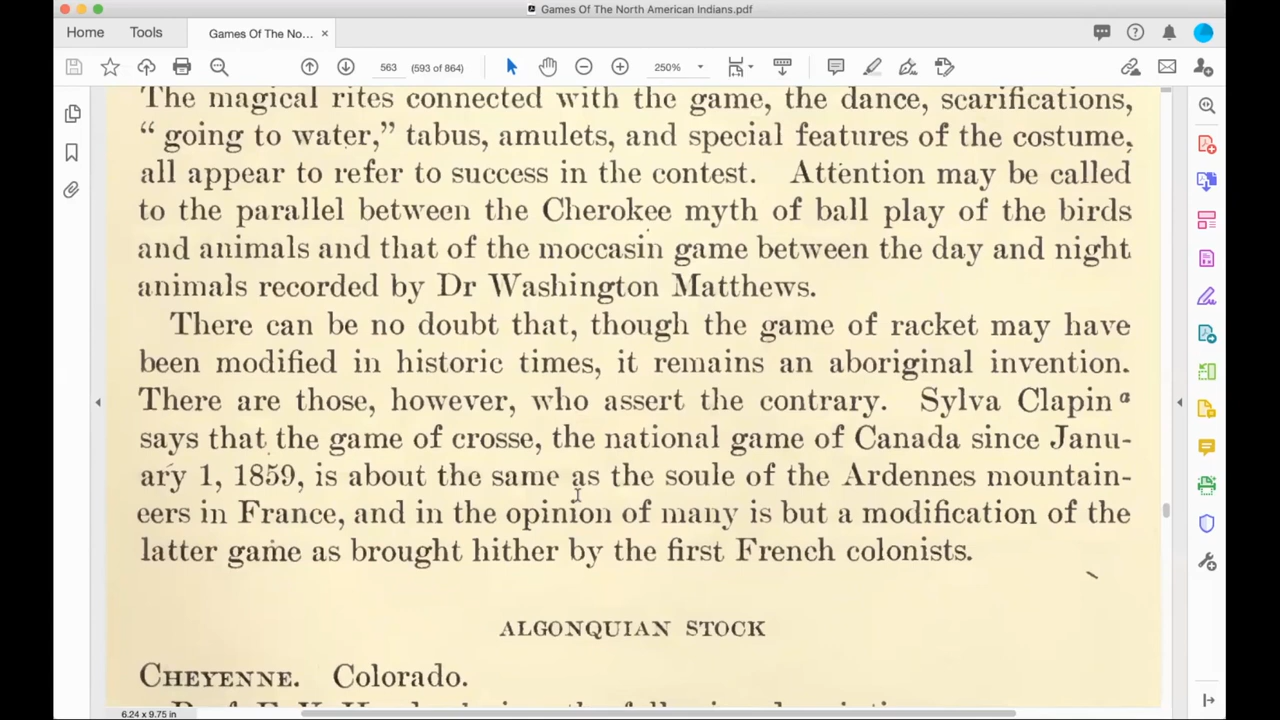 Games Of The North American Indians.pdf
Home
Tools
Games Of The No...
563
(593 of 864)
250%
The magical rites connected with the game, the dance, scarifications,
“ going to water,” tabus, amulets, and special features of the costume,
all appear to refer to success in the contest. Attention may be called
to the parallel between the Cherokee myth of ball play of the birds
and animals and that of the moccasin game between the day and night
animals recorded by Dr Washington Matthews.
There can be no doubt that, though the game of racket may have
been modified in historic times, it remains an aboriginal invention.
There are those, however, who assert the contrary. Sylva Clapin a
says that the game of crosse, the national game of Canada since Janu-
ary 1, 1859, is about the same as the soule of the Ardennes mountain-
eers in France, and in the opinion of many is but a modification of the
latter game as brought hither by the first French colonists.
ALGONQUIAN STOCK
CHEYENNE. Colorado.
6.24 x 9.75 in